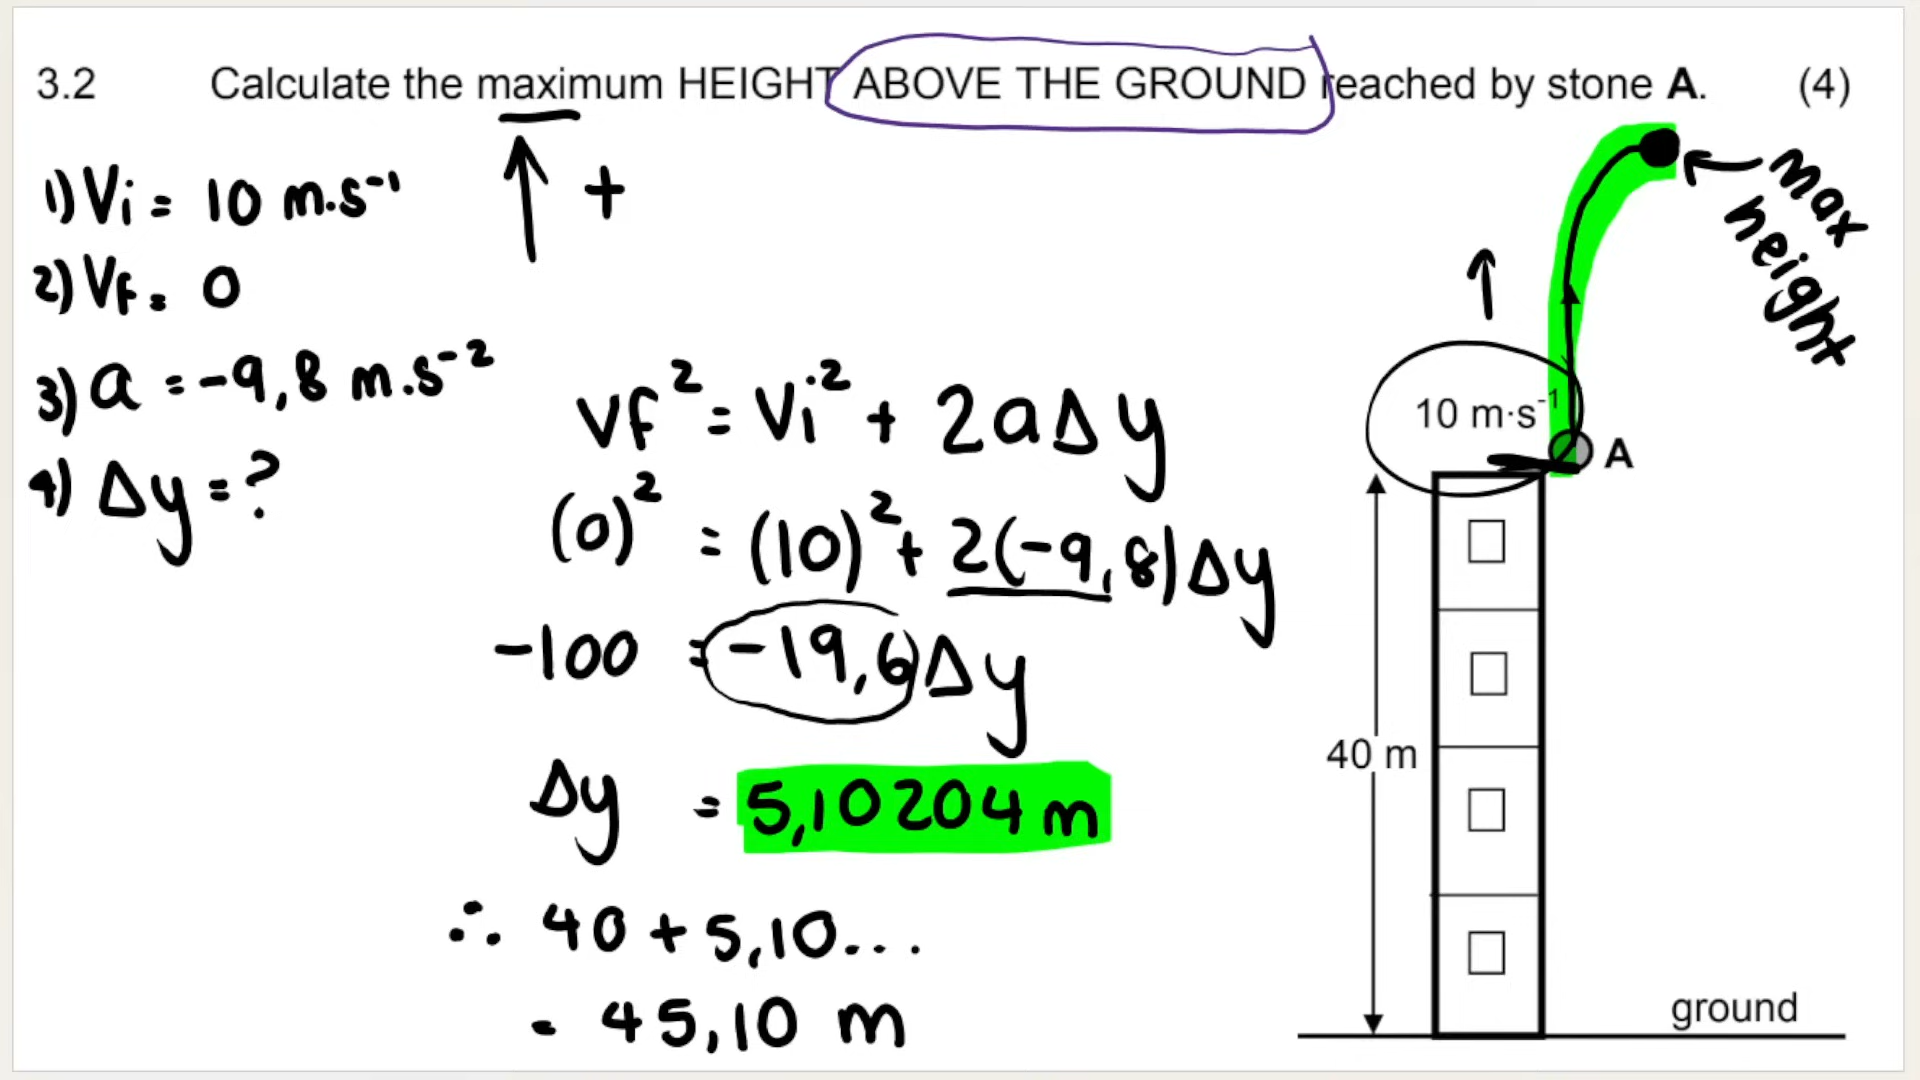 3.2 Calculate the maximum HEIGHT ABOVE THE GROUND reached by stone A. (4)
1) Vi = 10 m.s⁻¹
↑ +
2) Vf = 0
3) a = -9,8 m.s⁻²
4) Δy = ?
Vf² = Vi² + 2aΔy
(0)² = (10)² + 2(-9,8)Δy
-100 = -19,6Δy
Δy = 5,10204 m
∴ 40 + 5,10...
= 45,10 m
max
height
↑
10 m·s⁻¹
A
40 m
ground